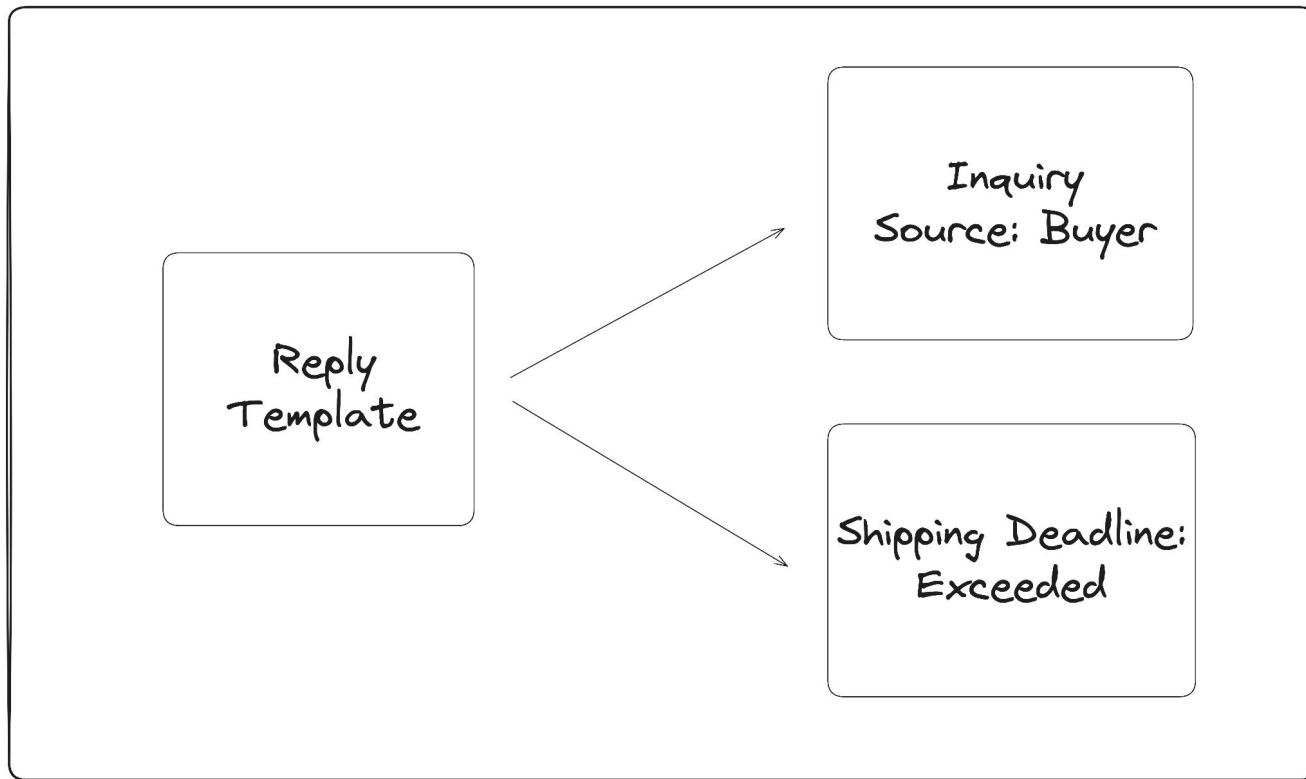 Reply
Template
Inquiry
Source: Buyer
Shipping Deadline:
Exceeded